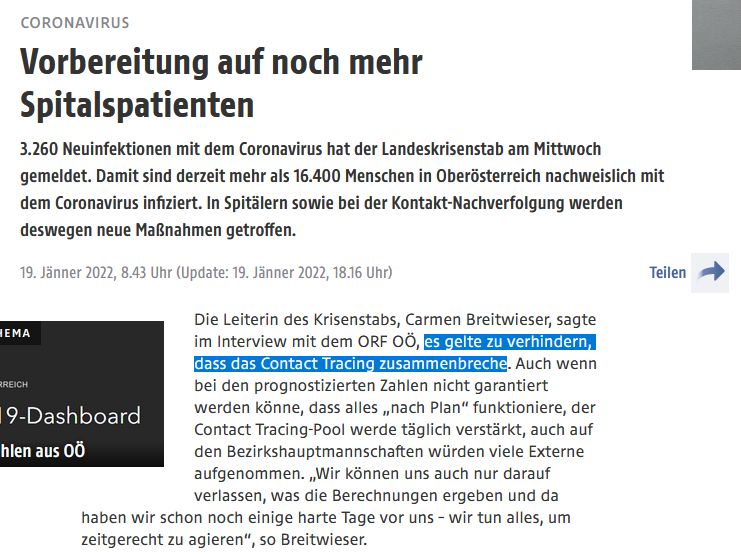 CORONAVIRUS
Vorbereitung auf noch mehr
Spitalspatienten
3.260 Neuinfektionen mit dem Coronavirus hat der Landeskrisenstab am Mittwoch
gemeldet. Damit sind derzeit mehr als 16.400 Menschen in Oberösterreich nachweislich mit
dem Coronavirus infiziert. In Spitälern sowie bei der Kontakt-Nachverfolgung werden
deswegen neue Maßnahmen getroffen.
19. Jänner 2022, 8.43 Uhr (Update: 19. Jänner 2022, 18.16 Uhr)
Teilen
HEMA
RREICH
19-Dashboard
hlen aus OÖ
Die Leiterin des Krisenstabs, Carmen Breitwieser, sagte
im Interview mit dem ORF OÖ, es gelte zu verhindern,
dass das Contact Tracing zusammenbreche. Auch wenn
bei den prognostizierten Zahlen nicht garantiert
werden könne, dass alles „nach Plan“ funktioniere, der
Contact Tracing-Pool werde täglich verstärkt, auch auf
den Bezirkshauptmannschaften würden viele Externe
aufgenommen. „Wir können uns auch nur darauf
verlassen, was die Berechnungen ergeben und da
haben wir schon noch einige harte Tage vor uns - wir tun alles, um
zeitgerecht zu agieren“, so Breitwieser.